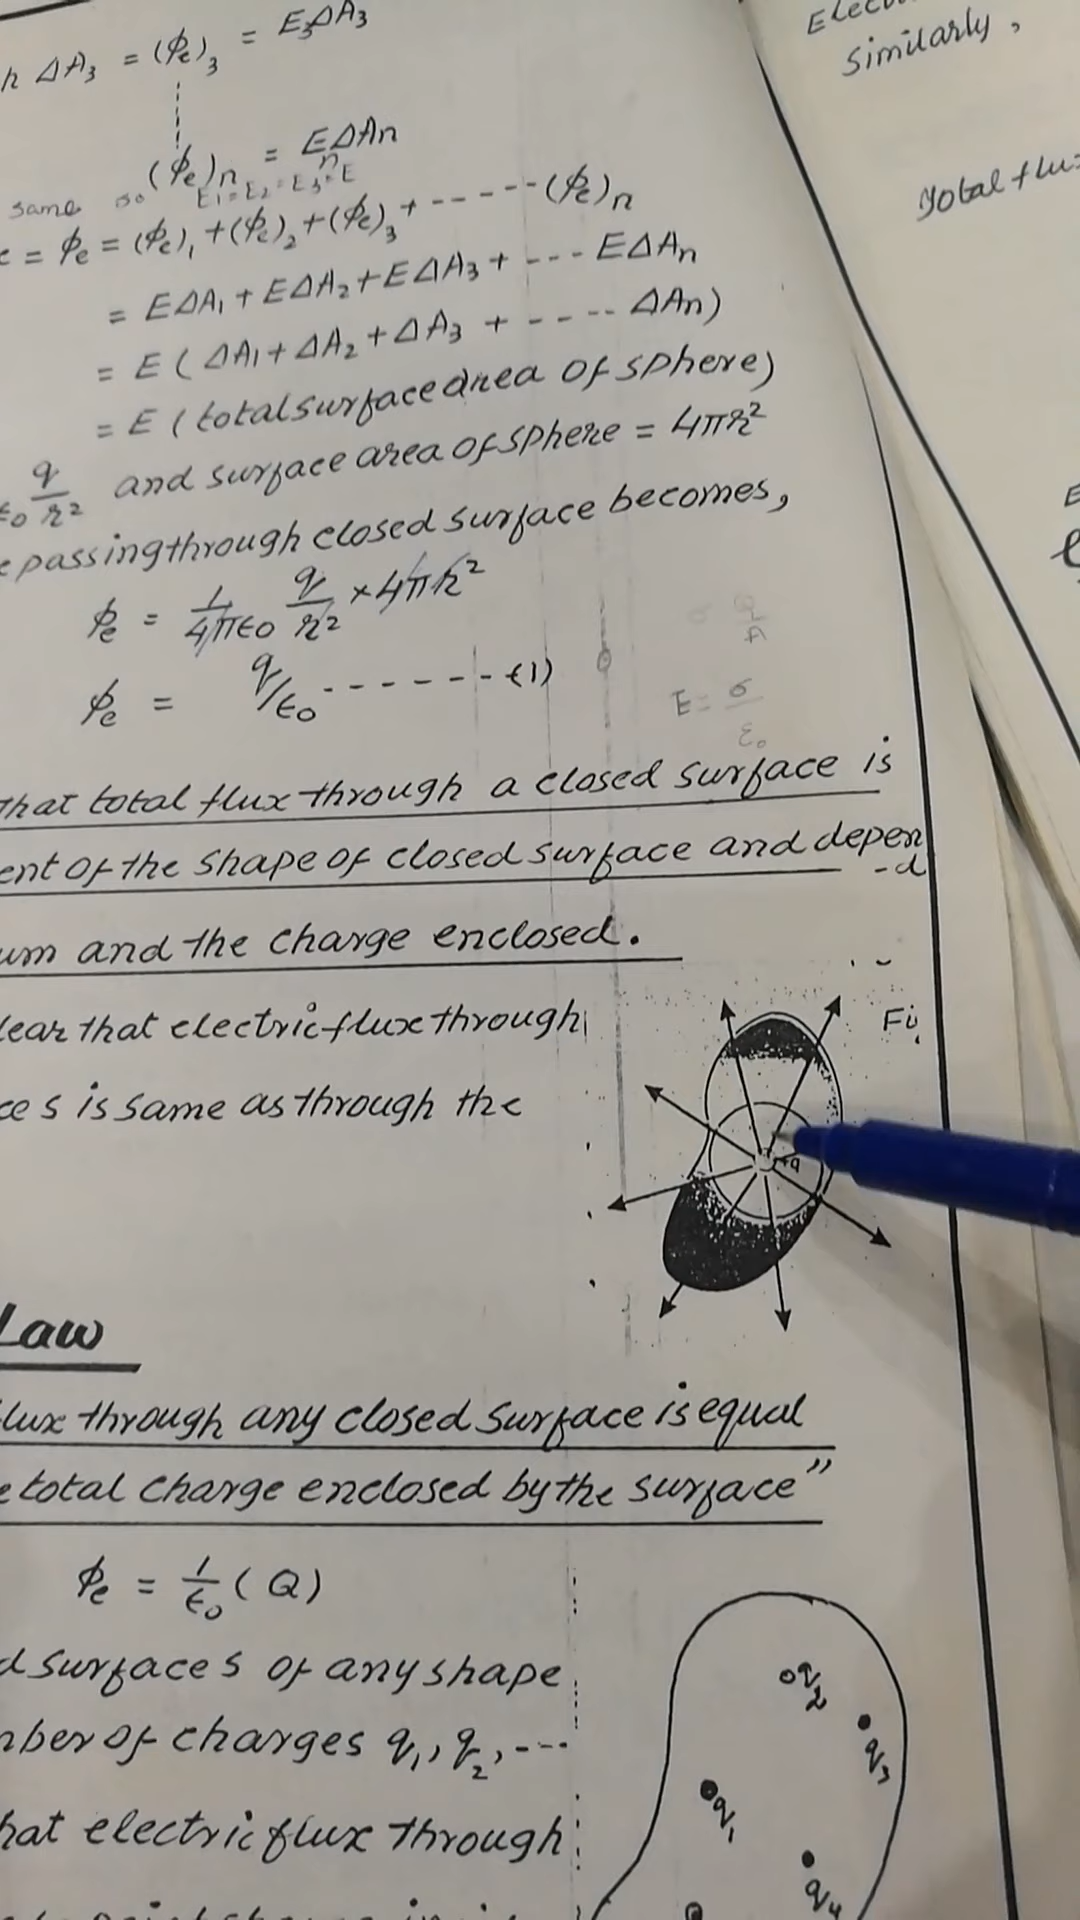 ΔA₃ = (ϕe)₃ = E₃ΔA₃
(ϕe)n = EnΔAn
same so E₁=E₂=E₃=E
= ϕe = (ϕe)₁ + (ϕe)₂ + (ϕe)₃ + ------ (ϕe)n
= EΔA₁ + EΔA₂ + EΔA₃ + --- EΔAn
= E ( ΔA₁ + ΔA₂ + ΔA₃ + ---- ΔAn)
= E ( total surface area of sphere)
q/r² and surface area of sphere = 4πr²
passing through closed surface becomes,
ϕe = 1/4πϵ₀ q/r² × 4πr²
ϕe = q/ϵ₀ ------- (1)
σ Q/A
E = σ/ε₀
that total flux through a closed surface is
ent of the shape of closed surface and depen
-d
um and the charge enclosed.
lear that electric flux through
ce s is same as through the
Fi
+q
Law
lux through any closed surface is equal
e total charge enclosed by the surface”
ϕe = 1/ϵ₀ ( Q )
d surfaces of any shape
mber of charges q₁, q₂, ---
hat electric flux through
q₂
q₃
q₁
q₄
Similarly,
Total flux